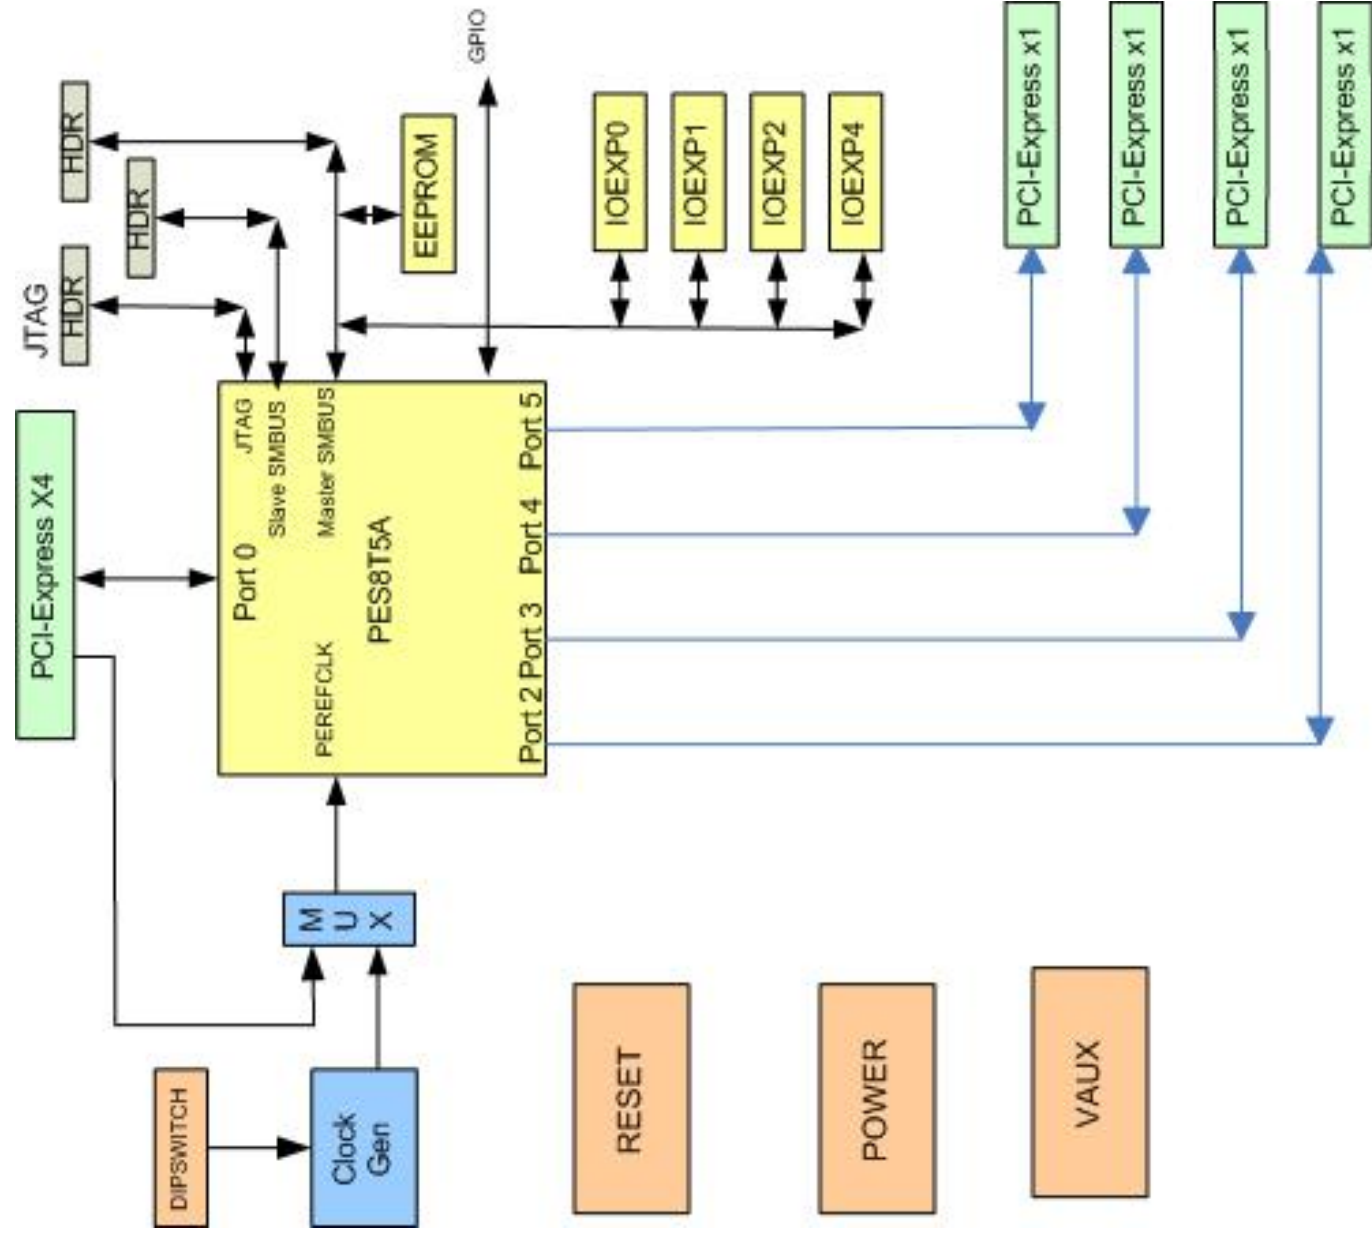 GPIO
HDR
HDR
HDR
JTAG
EEPROM
IOEXP0
IOEXP1
IOEXP2
IOEXP4
PCI-Express x1
PCI-Express x1
PCI-Express x1
PCI-Express x1
PCI-Express X4
Port 0
JTAG
Slave SMBUS
Master SMBUS
PEREFCLK
PES8T5A
Port 2
Port 3
Port 4
Port 5
M
U
X
DIPSWITCH
Clock
Gen
RESET
POWER
VAUX